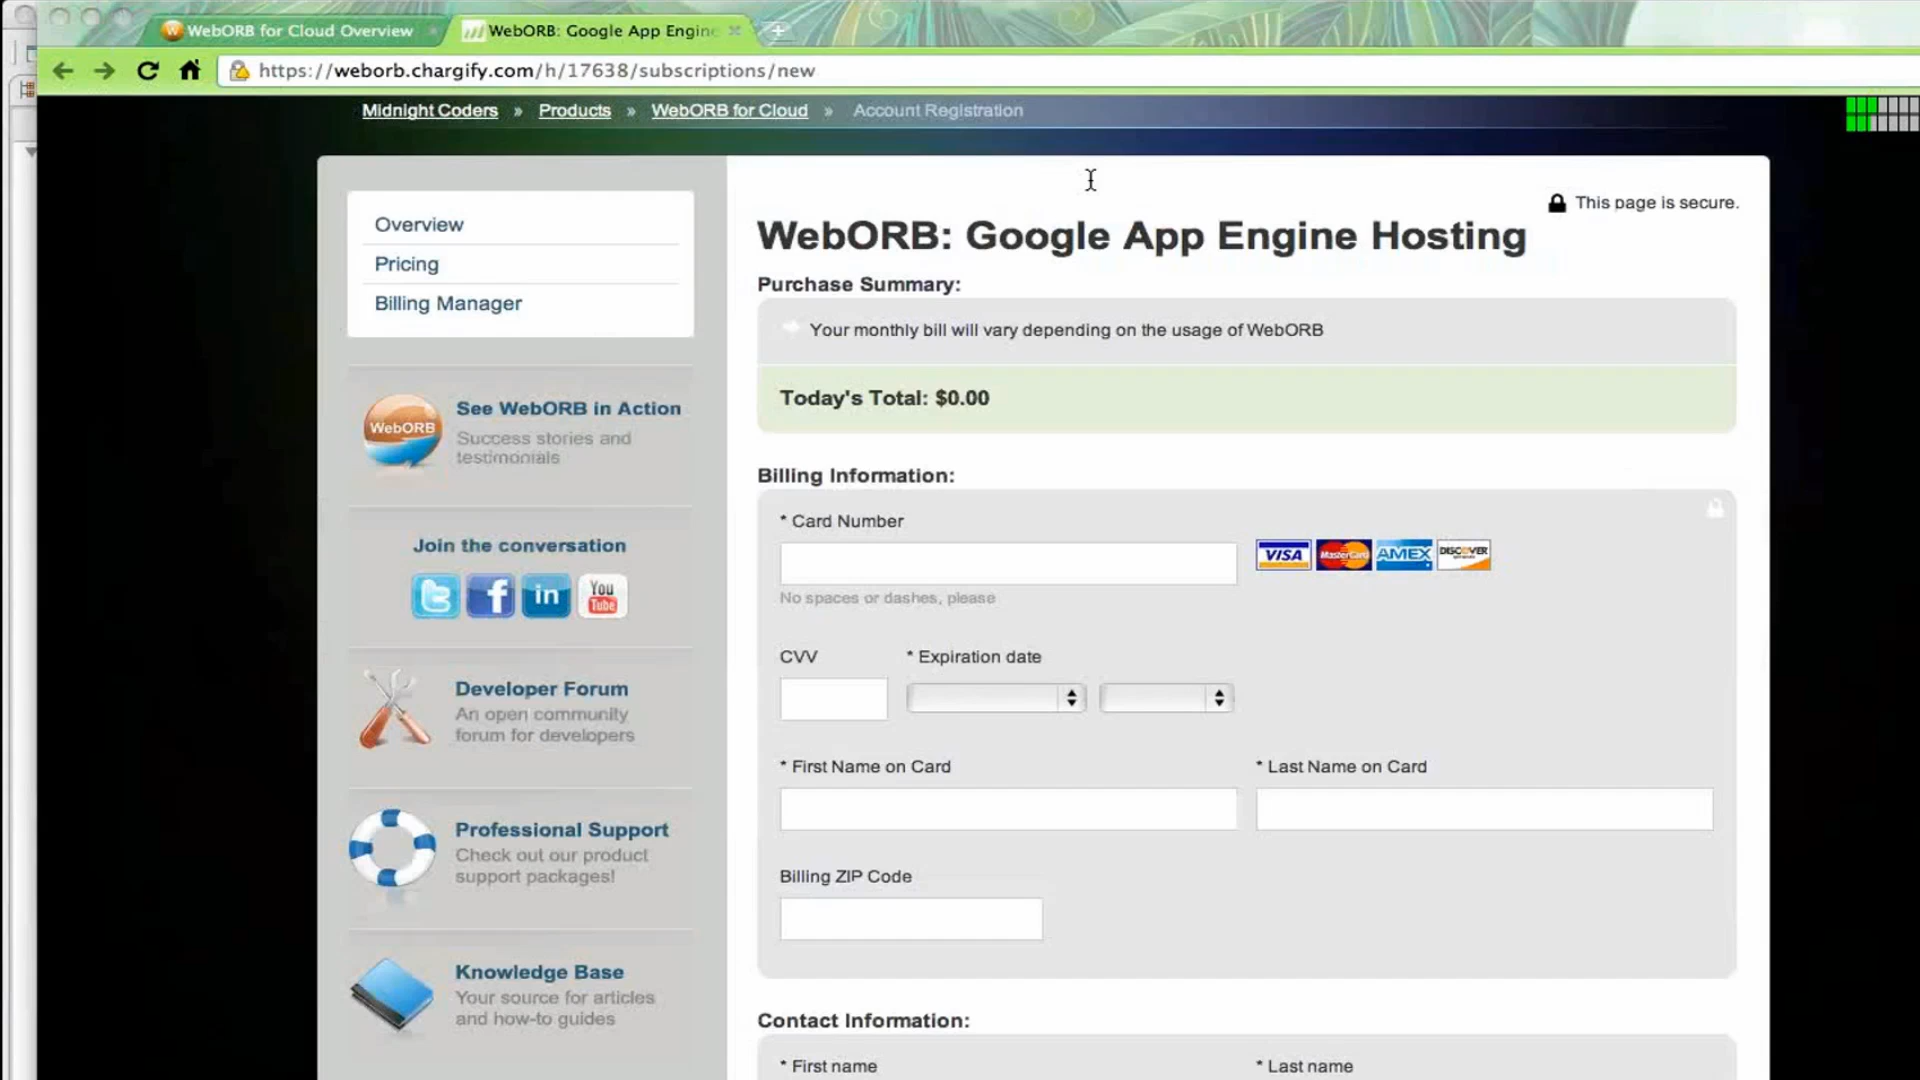 WebORB for Cloud Overview
WebORB: Google App Engine
https://weborb.chargify.com/h/17638/subscriptions/new
Midnight Coders » Products » WebORB for Cloud » Account Registration
Overview
Pricing
Billing Manager
WebORB
See WebORB in Action
Success stories and
testimonials
Join the conversation
in
You
Tube
Developer Forum
An open community
forum for developers
Professional Support
Check out our product
support packages!
Knowledge Base
Your source for articles
and how-to guides
This page is secure.
WebORB: Google App Engine Hosting
Purchase Summary:
Your monthly bill will vary depending on the usage of WebORB
Today's Total: $0.00
Billing Information:
* Card Number
VISA MasterCard AMEX DISCOVER
No spaces or dashes, please
CVV * Expiration date
* First Name on Card * Last Name on Card
Billing ZIP Code
Contact Information:
* First name * Last name